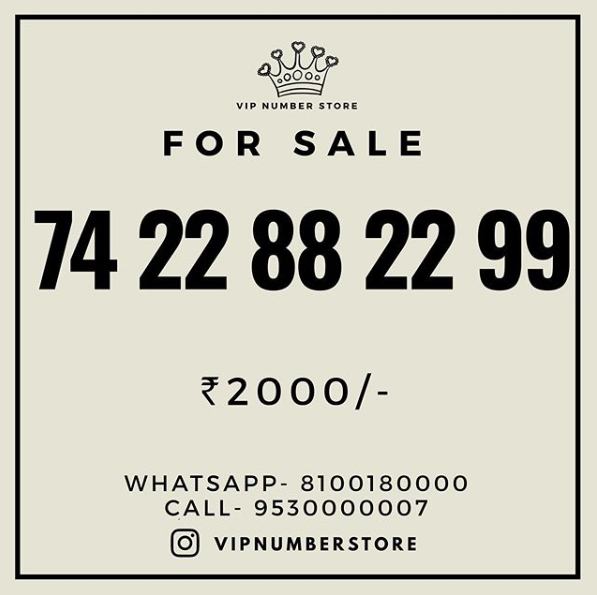 VIP NUMBER STORE
FOR SALE
74 22 88 22 99
₹2000/-
WHATSAPP- 8100180000
CALL- 9530000007
VIPNUMBERSTORE